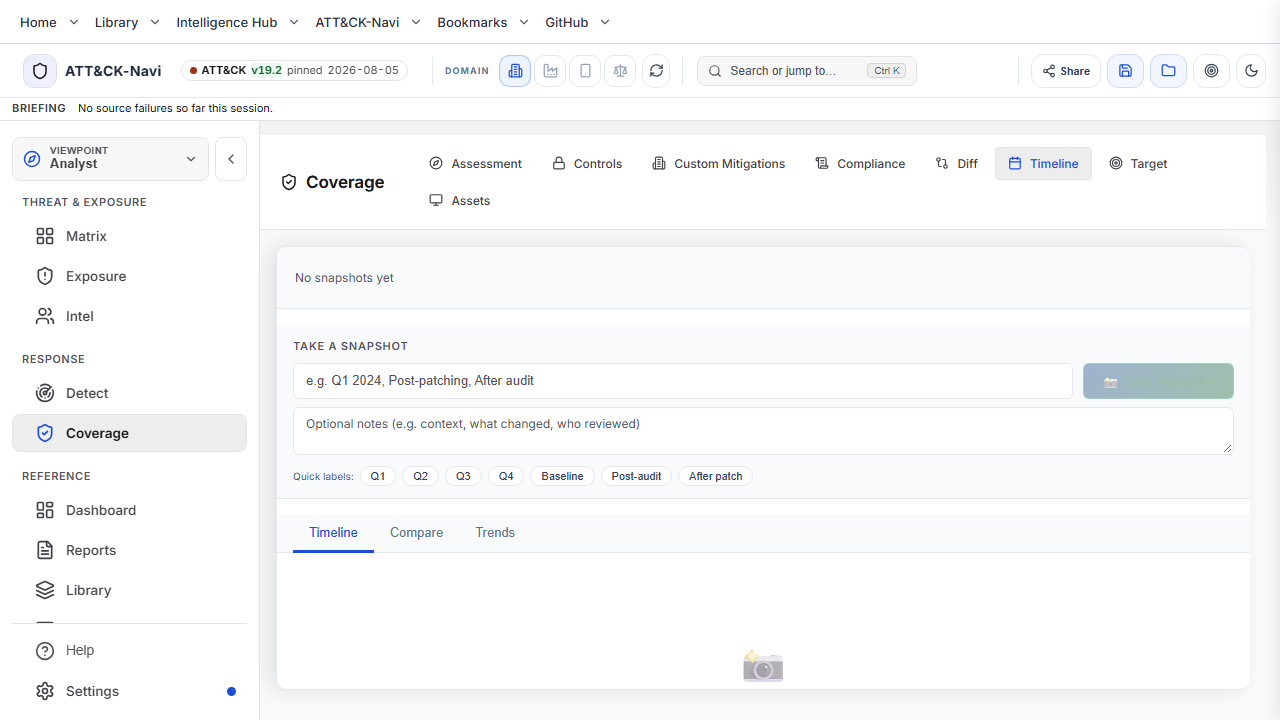 Home Library Intelligence Hub ATT&CK-Navi Bookmarks GitHub
ATT&CK-Navi ATT&CK v19.2 pinned 2026-08-05 DOMAIN Search or jump to... Ctrl K Share
BRIEFING No source failures so far this session.
VIEWPOINT
Analyst
THREAT & EXPOSURE
Matrix
Exposure
Intel
RESPONSE
Detect
Coverage
REFERENCE
Dashboard
Reports
Library
Help
Settings
Coverage
Assessment Controls Custom Mitigations Compliance Diff Timeline Target
Assets
No snapshots yet
TAKE A SNAPSHOT
e.g. Q1 2024, Post-patching, After audit
Optional notes (e.g. context, what changed, who reviewed)
Quick labels: Q1 Q2 Q3 Q4 Baseline Post-audit After patch
Timeline Compare Trends